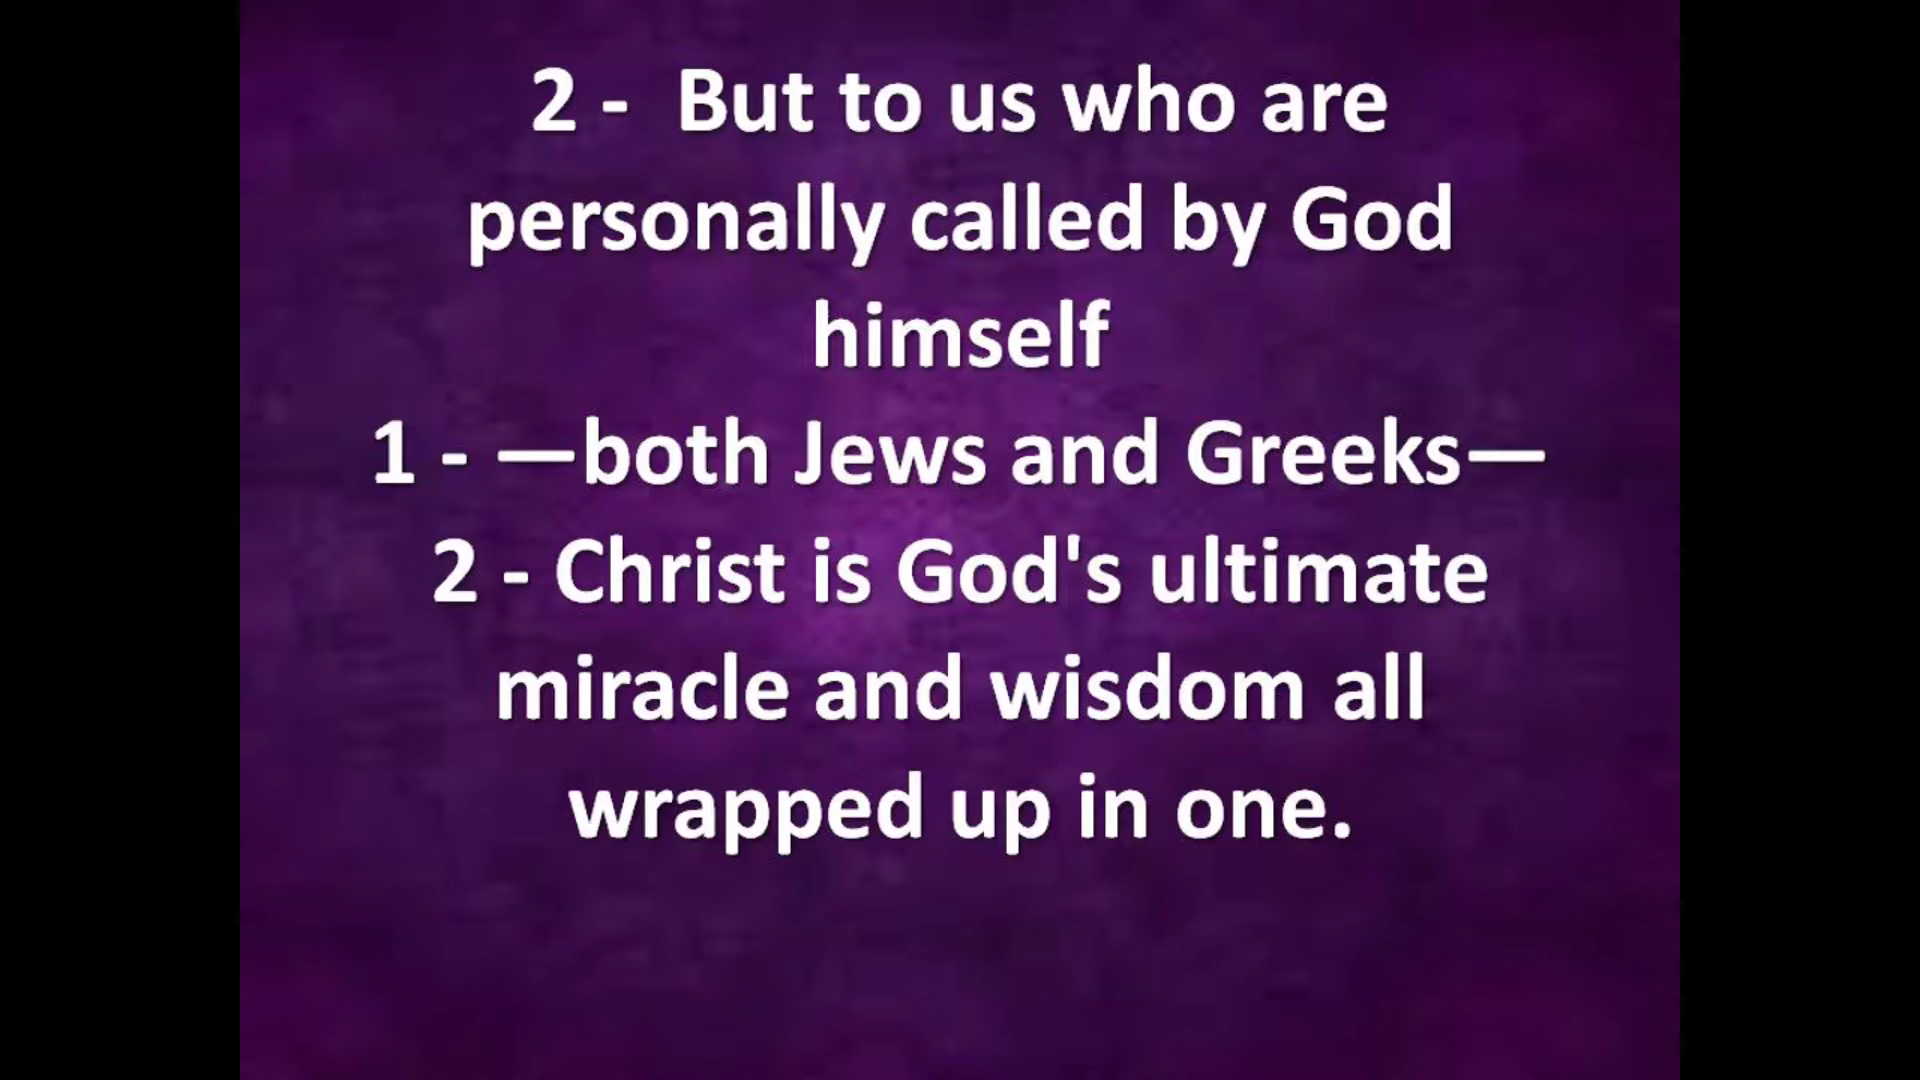 2 -  But to us who are
personally called by God
himself
1 - —both Jews and Greeks—
2 - Christ is God's ultimate
miracle and wisdom all
wrapped up in one.